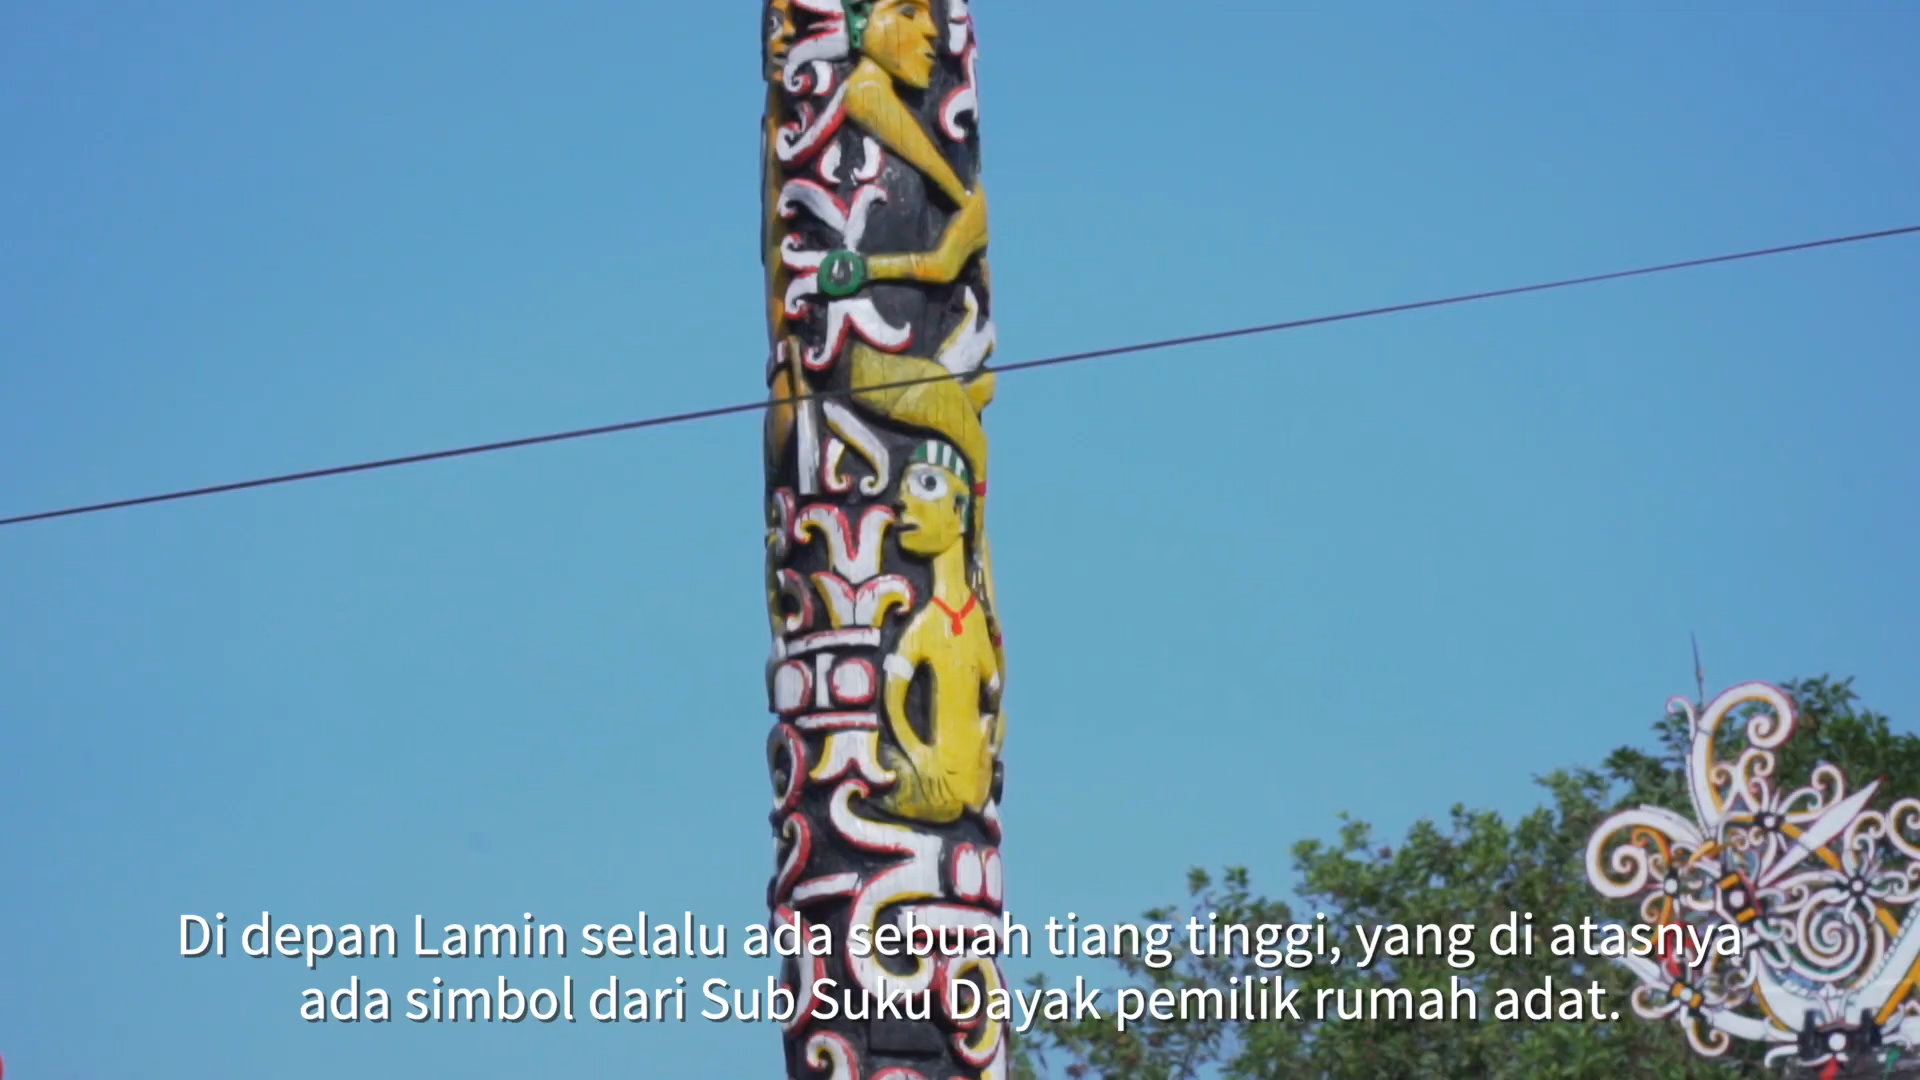 Di depan Lamin selalu ada sebuah tiang tinggi, yang di atasnya
ada simbol dari Sub Suku Dayak pemilik rumah adat.